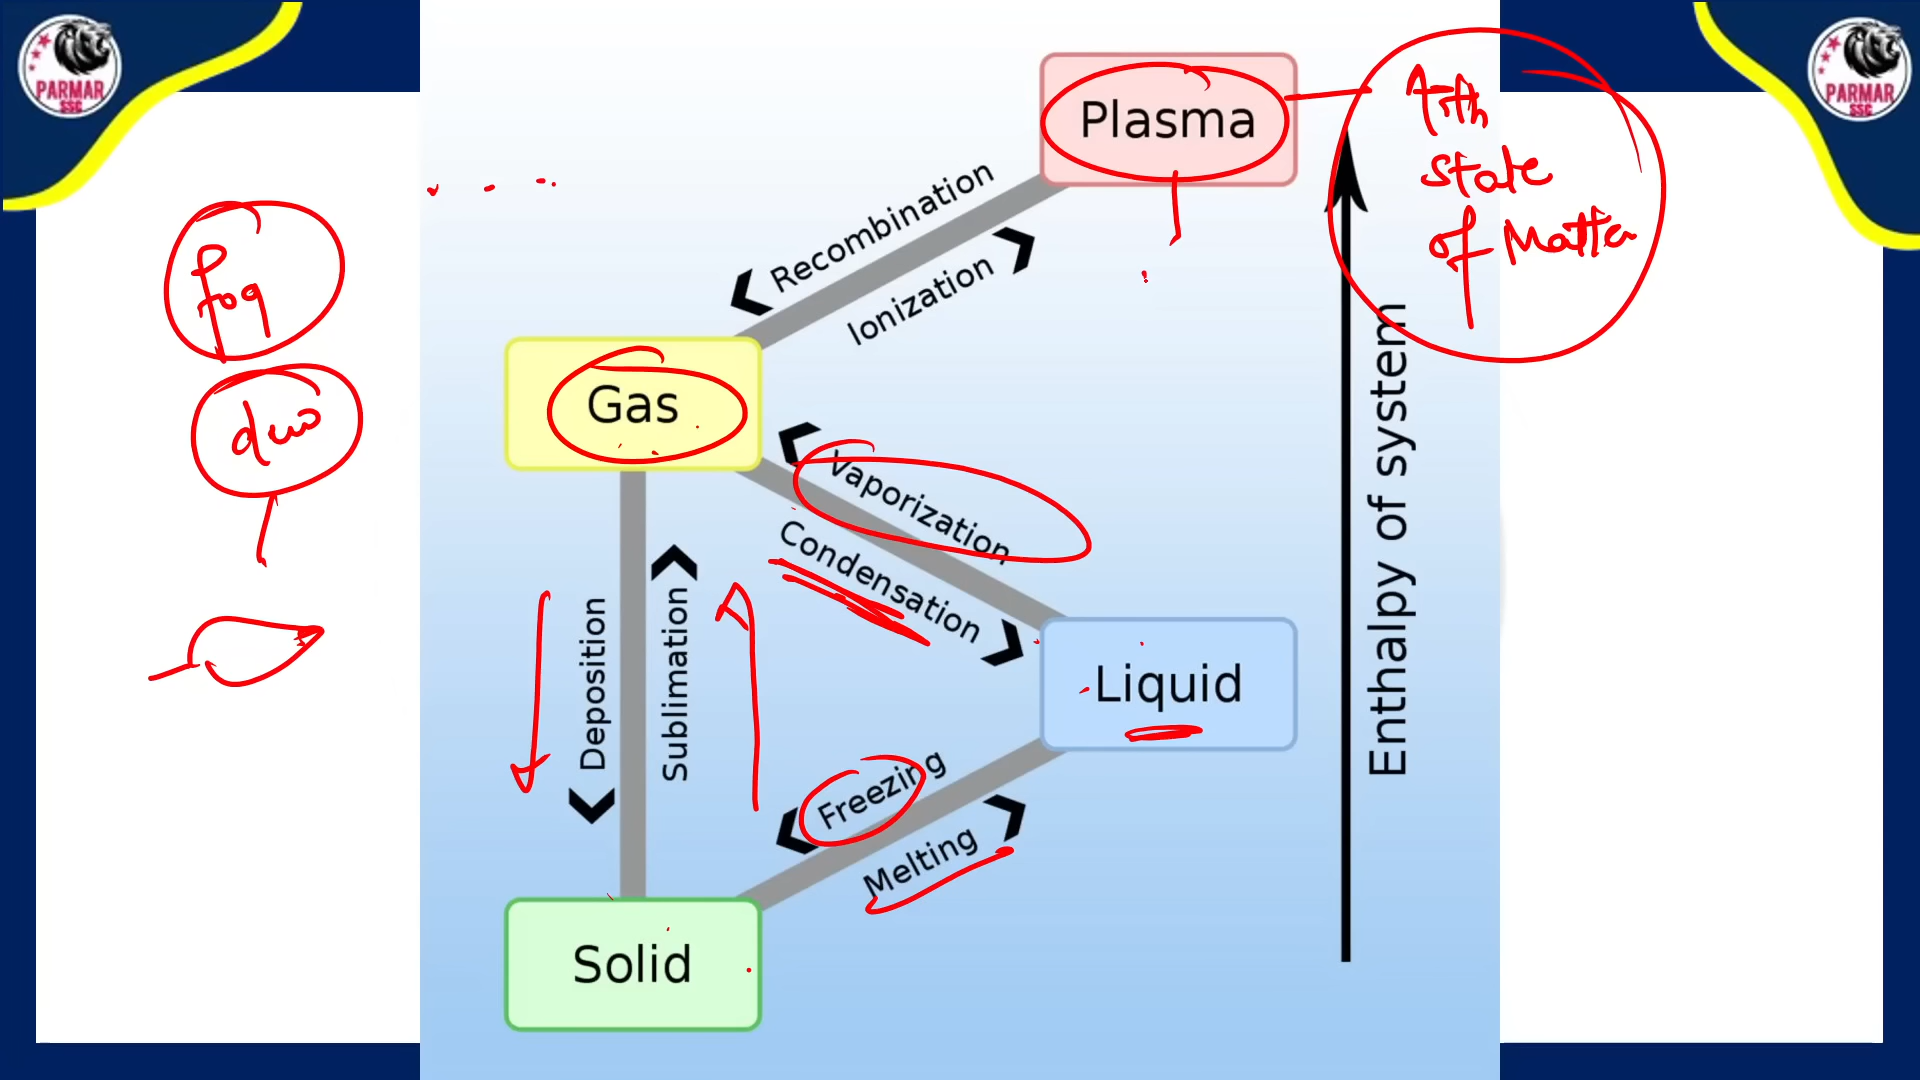 PARMAR
SSC
PARMAR
SSC
Plasma
4th
state
of Matter
Recombination
Ionization
fog
Gas
dew
Vaporization
Condensation
Enthalpy of system
Deposition
Sublimation
Liquid
Freezing
Melting
Solid